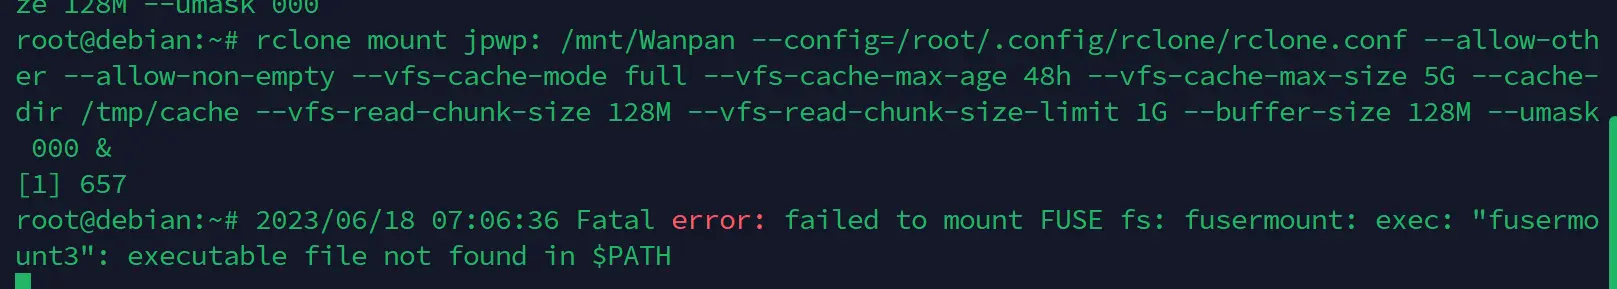 ze 128M --umask 000
root@debian:~# rclone mount jpwp: /mnt/Wanpan --config=/root/.config/rclone/rclone.conf --allow-oth
er --allow-non-empty --vfs-cache-mode full --vfs-cache-max-age 48h --vfs-cache-max-size 5G --cache-
dir /tmp/cache --vfs-read-chunk-size 128M --vfs-read-chunk-size-limit 1G --buffer-size 128M --umask
 000 &
[1] 657
root@debian:~# 2023/06/18 07:06:36 Fatal error: failed to mount FUSE fs: fusermount: exec: "fusermo
unt3": executable file not found in $PATH